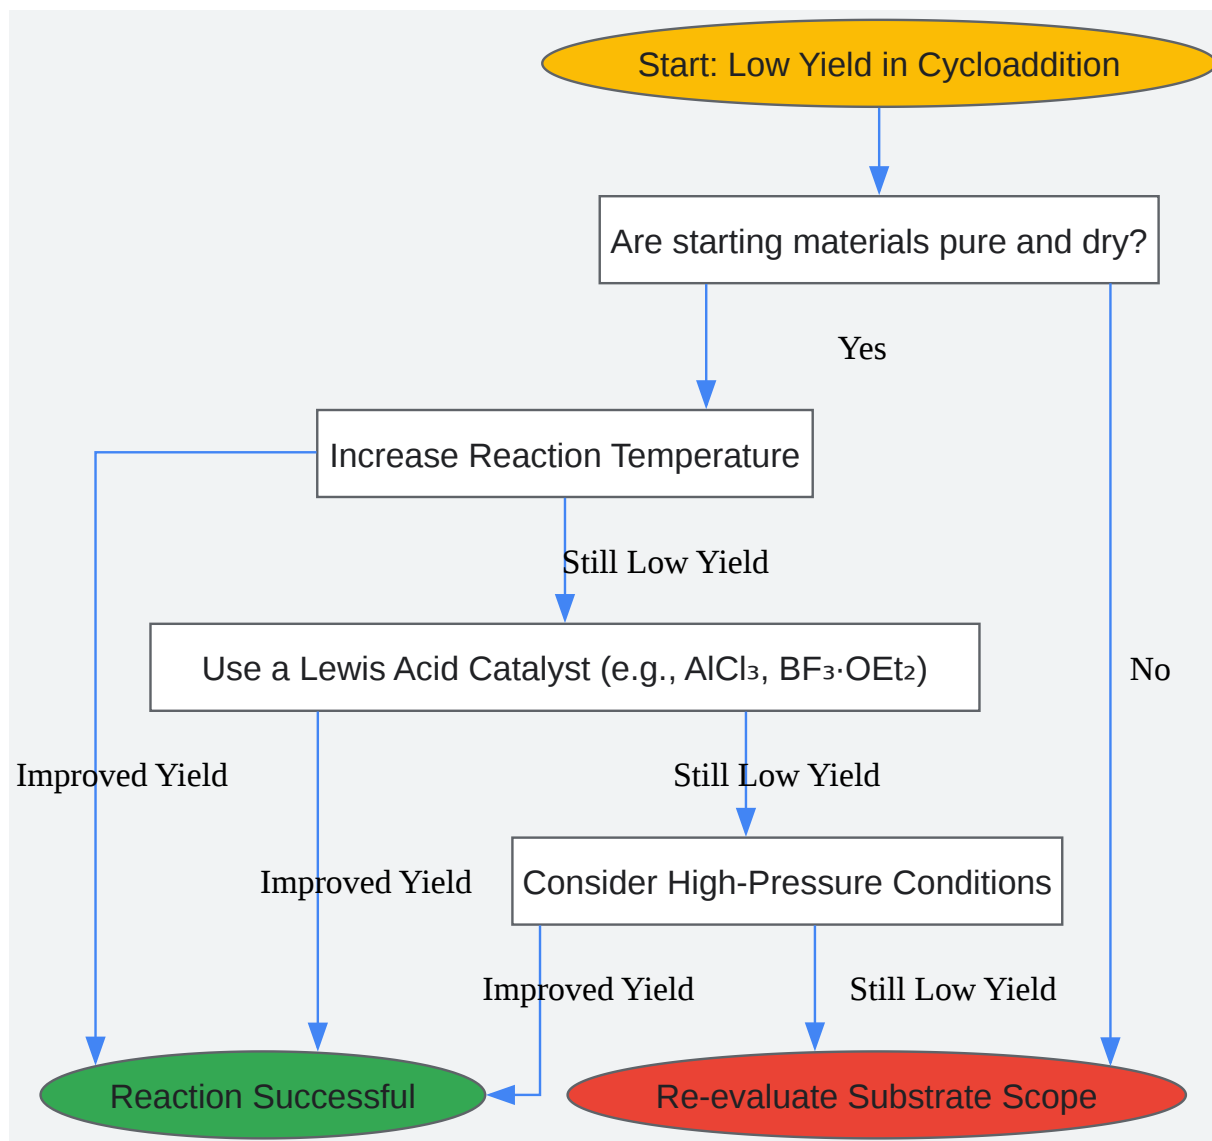 Start: Low Yield in Cycloaddition
Are starting materials pure and dry?
Yes
Increase Reaction Temperature
Still Low Yield
Use a Lewis Acid Catalyst (e.g., AlCl₃, BF₃·OEt₂)
No
Improved Yield
Still Low Yield
Improved Yield
Consider High-Pressure Conditions
Improved Yield
Still Low Yield
Reaction Successful
Re-evaluate Substrate Scope